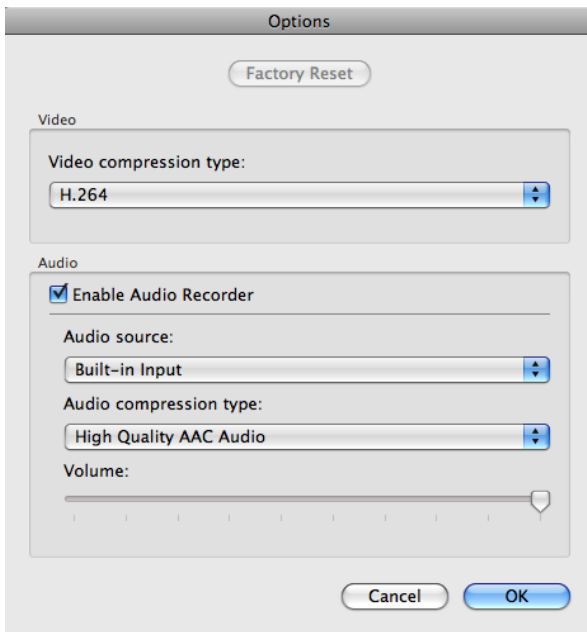 Options
Factory Reset
Video
Video compression type:
H.264
Audio
Enable Audio Recorder
Audio source:
Built-in Input
Audio compression type:
High Quality AAC Audio
Volume:
Cancel OK